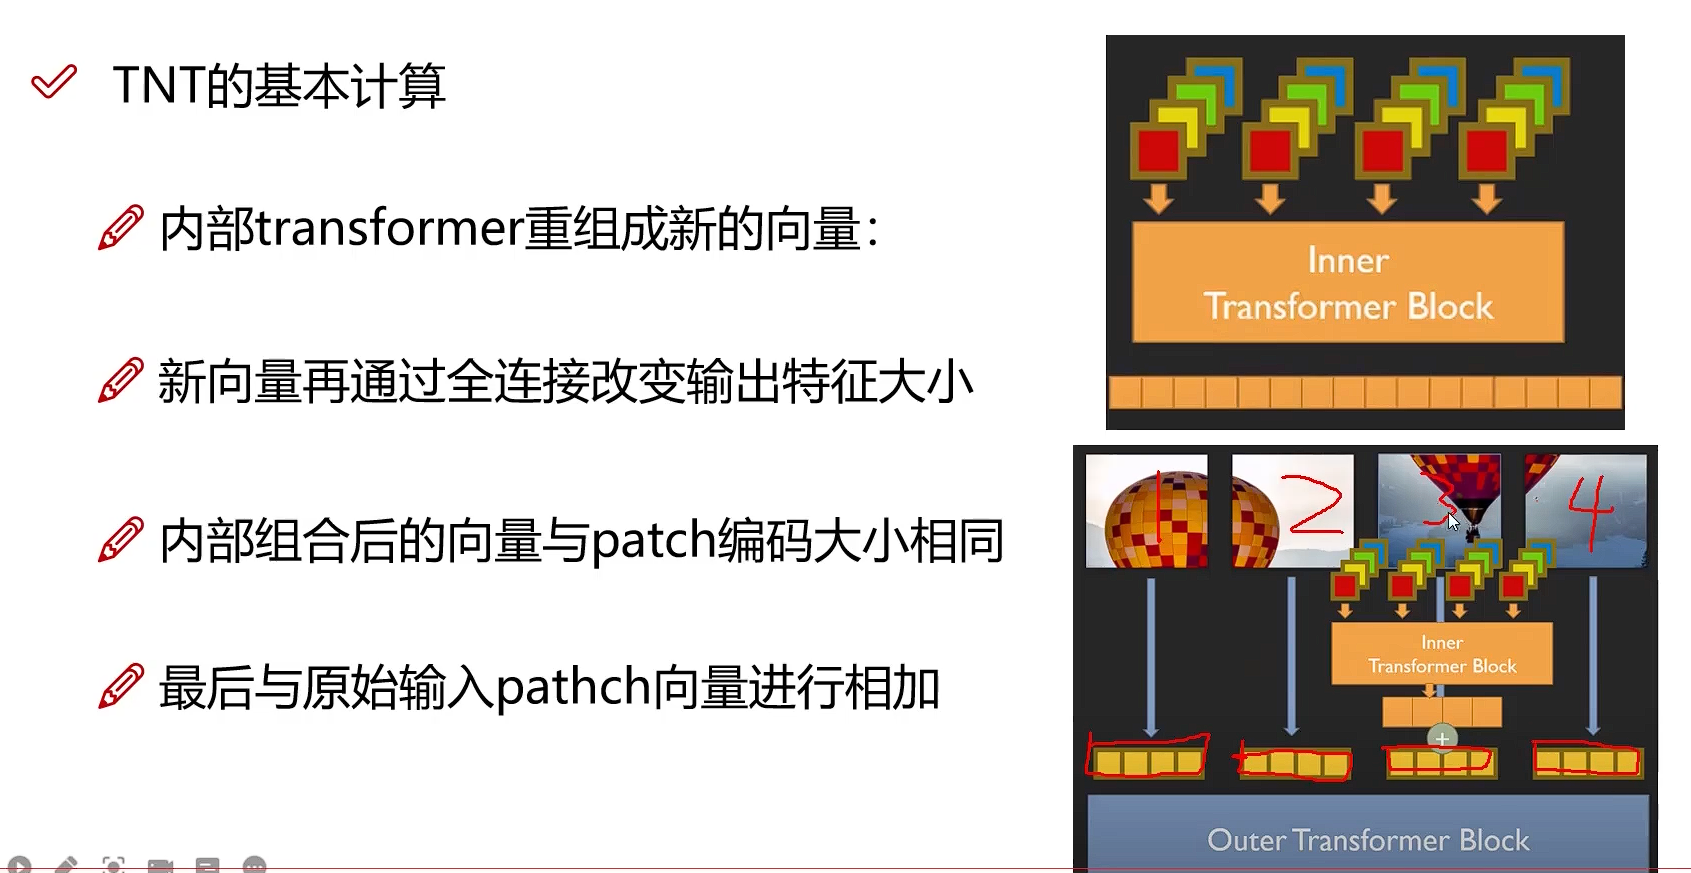 TNT的基本计算
内部transformer重组成新的向量：
新向量再通过全连接改变输出特征大小
内部组合后的向量与patch编码大小相同
最后与原始输入pathch向量进行相加
Inner
Transformer Block
1 2 3 4
Inner
Transformer Block
+
Outer Transformer Block